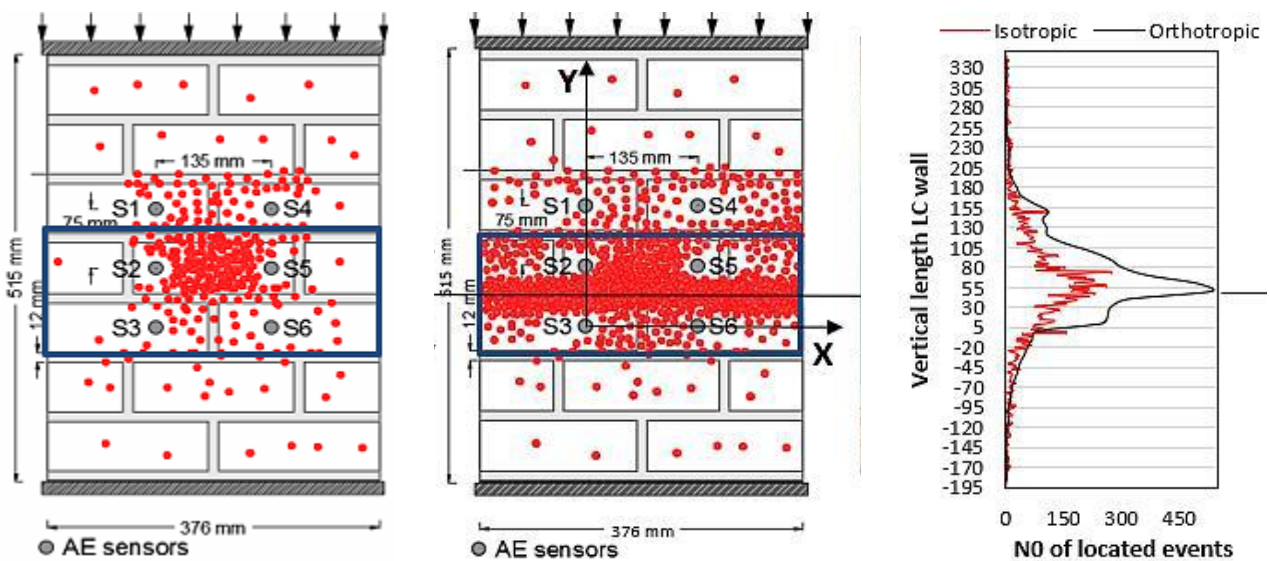 135 mm
S1
S4
75 mm
S2
S5
S3
S6
515 mm
12 mm
376 mm
AE sensors
Y
135 mm
S1
S4
75 mm
S2
S5
S3
S6
X
515 mm
12 mm
376 mm
AE sensors
Isotropic
Orthotropic
Vertical length LC wall
330
305
280
255
230
205
180
155
130
105
80
55
30
5
-20
-45
-70
-95
-120
-145
-170
-195
0 150 300 450
N0 of located events